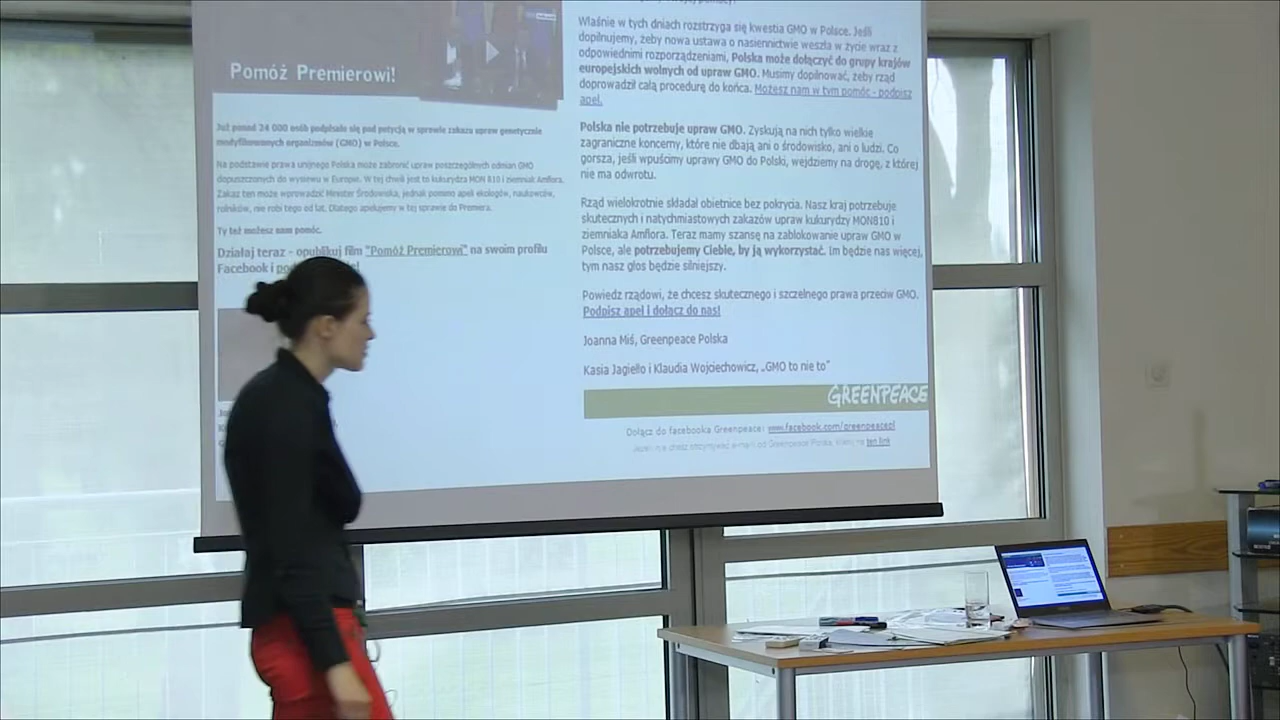 Pomóż Premierowi!
Już ponad 24 000 osób podpisało się pod petycją w sprawie zakazu upraw genetycznie
modyfikowanych organizmów (GMO) w Polsce.
Na podstawie prawa unijnego Polska może zabronić upraw poszczególnych odmian GMO
dopuszczonych do wysiewu w Europie. W tej chwili jest to kukurydza MON 810 i ziemniak Amflora.
Zakaz ten może wprowadzić Minister Środowiska, jednak pomimo apeli ekologów, naukowców,
rolników, nie robi tego od lat. Dlatego apelujemy w tej sprawie do Premiera.
Ty też możesz nam pomóc.
Działaj teraz - opublikuj film "Pomóż Premierowi" na swoim profilu
Facebook i
Właśnie w tych dniach rozstrzyga się kwestia GMO w Polsce. Jeśli
dopilnujemy, żeby nowa ustawa o nasiennictwie weszła w życie wraz z
odpowiednimi rozporządzeniami, Polska może dołączyć do grupy krajów
europejskich wolnych od upraw GMO. Musimy dopilnować, żeby rząd
doprowadził całą procedurę do końca. Możesz nam w tym pomóc - podpisz
apel.
Polska nie potrzebuje upraw GMO. Zyskują na nich tylko wielkie
zagraniczne koncerny, które nie dbają ani o środowisko, ani o ludzi. Co
gorsza, jeśli wpuścimy uprawy GMO do Polski, wejdziemy na drogę, z której
nie ma odwrotu.
Rząd wielokrotnie składał obietnice bez pokrycia. Nasz kraj potrzebuje
skutecznych i natychmiastowych zakazów upraw kukurydzy MON810 i
ziemniaka Amflora. Teraz mamy szansę na zablokowanie upraw GMO w
Polsce, ale potrzebujemy Ciebie, by ją wykorzystać. Im będzie nas więcej,
tym nasz głos będzie silniejszy.
Powiedz rządowi, że chcesz skutecznego i szczelnego prawa przeciw GMO.
Podpisz apel i dołącz do nas!
Joanna Miś, Greenpeace Polska
Kasia Jagiełło i Klaudia Wojciechowicz, „GMO to nie to"
GREENPEACE
Dołącz do facebooka Greenpeace: www.facebook.com/greenpeacepl
Jeżeli nie chcesz otrzymywać e-maili od Greenpeace Polska, kliknij na ten link